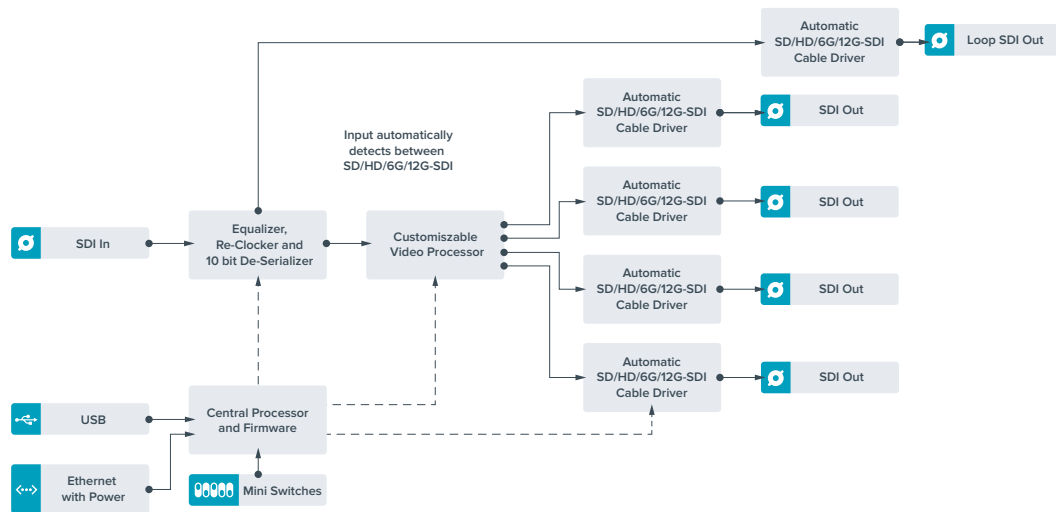 Automatic
SD/HD/6G/12G-SDI
Cable Driver
Loop SDI Out
Automatic
SD/HD/6G/12G-SDI
Cable Driver
SDI Out
Input automatically
detects between
SD/HD/6G/12G-SDI
Automatic
SD/HD/6G/12G-SDI
Cable Driver
SDI Out
SDI In
Equalizer,
Re-Clocker and
10 bit De-Serializer
Customiszable
Video Processor
Automatic
SD/HD/6G/12G-SDI
Cable Driver
SDI Out
Automatic
SD/HD/6G/12G-SDI
Cable Driver
SDI Out
USB
Central Processor
and Firmware
Ethernet
with Power
Mini Switches